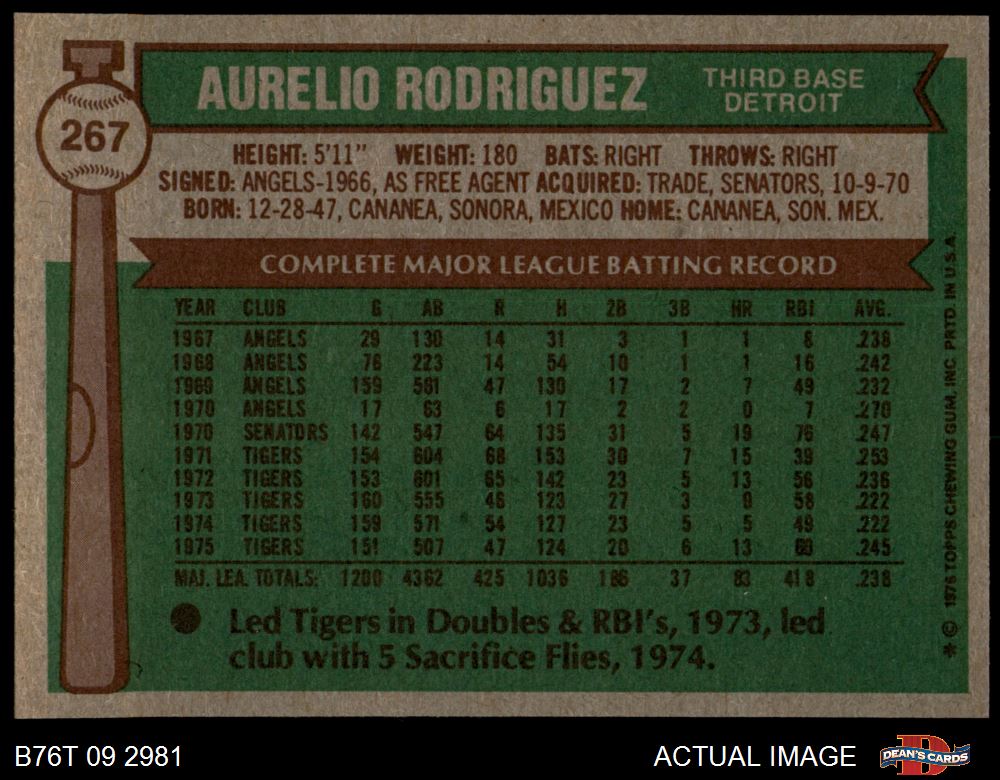 267
AURELIO RODRIGUEZ
THIRD BASE
DETROIT
HEIGHT: 5'11" WEIGHT: 180 BATS: RIGHT THROWS: RIGHT
SIGNED: ANGELS-1966, AS FREE AGENT ACQUIRED: TRADE, SENATORS, 10-9-70
BORN: 12-28-47, CANANEA, SONORA, MEXICO HOME: CANANEA, SON. MEX.
COMPLETE MAJOR LEAGUE BATTING RECORD
YEAR CLUB G AB R H 2B 3B HR RBI AVG.
1967 ANGELS 29 130 14 31 3 1 1 8 .238
1968 ANGELS 76 223 14 54 10 1 1 16 .242
1969 ANGELS 159 561 47 130 17 2 7 49 .232
1970 ANGELS 17 63 6 17 2 2 0 7 .270
1970 SENATORS 142 547 64 135 31 5 19 76 .247
1971 TIGERS 154 604 68 153 30 7 15 39 .253
1972 TIGERS 153 601 65 142 23 5 13 56 .236
1973 TIGERS 160 555 46 123 27 3 9 58 .222
1974 TIGERS 159 571 54 127 23 5 5 49 .222
1975 TIGERS 151 507 47 124 20 6 13 60 .245
MAJ. LEA. TOTALS: 1200 4362 425 1036 186 37 83 418 .238
Led Tigers in Doubles & RBI's, 1973, led
club with 5 Sacrifice Flies, 1974.
* © 1976 TOPPS CHEWING GUM, INC. PRTD. IN U.S.A.
B76T 09 2981
ACTUAL IMAGE
DEAN'S CARDS